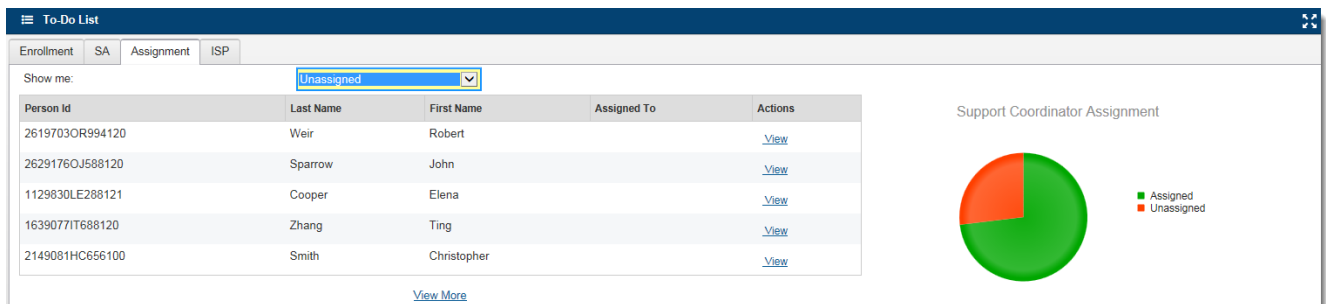 To-Do List
Enrollment SA Assignment ISP
Show me: Unassigned
Person Id Last Name First Name Assigned To Actions
2619703OR994120 Weir Robert View
2629176OJ588120 Sparrow John View
1129830LE288121 Cooper Elena View
1639077IT688120 Zhang Ting View
2149081HC656100 Smith Christopher View
View More
Support Coordinator Assignment
Assigned
Unassigned